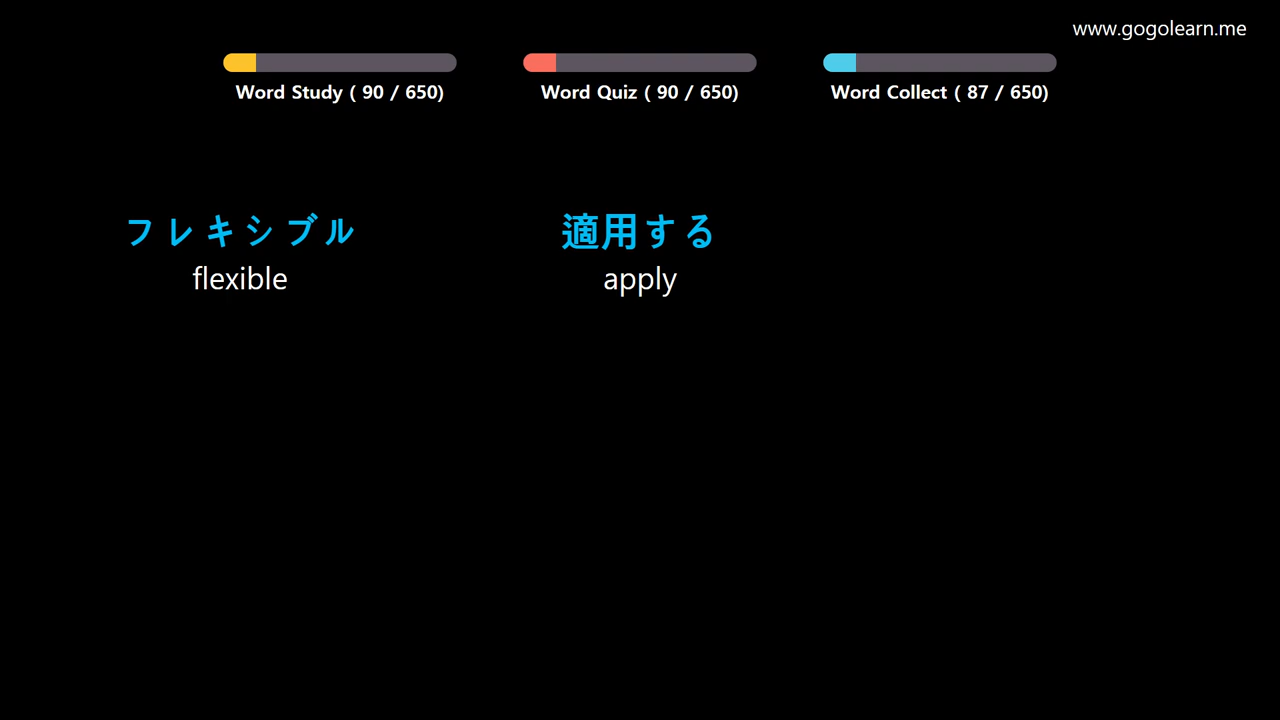 www.gogolearn.me
Word Study ( 90 / 650)
Word Quiz ( 90 / 650)
Word Collect ( 87 / 650)
フレキシブル
flexible
適用する
apply